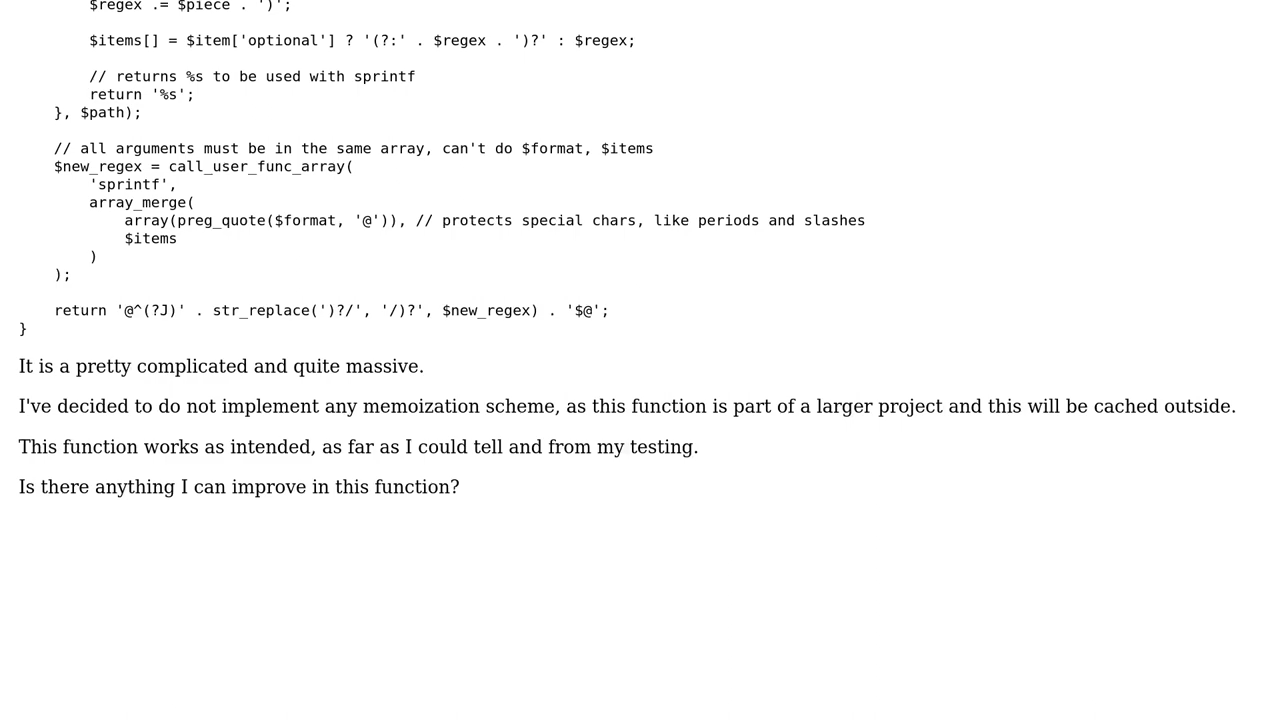 $regex .= $piece . ')';
$items[] = $item['optional'] ? '(?:' . $regex . ')?' : $regex;
// returns %s to be used with sprintf
return '%s';
}, $path);
// all arguments must be in the same array, can't do $format, $items
$new_regex = call_user_func_array(
'sprintf',
array_merge(
array(preg_quote($format, '@')), // protects special chars, like periods and slashes
$items
)
);
return '@^(?J)' . str_replace(')?/', '/)?', $new_regex) . '$@';
}
It is a pretty complicated and quite massive.
I've decided to do not implement any memoization scheme, as this function is part of a larger project and this will be cached outside.
This function works as intended, as far as I could tell and from my testing.
Is there anything I can improve in this function?